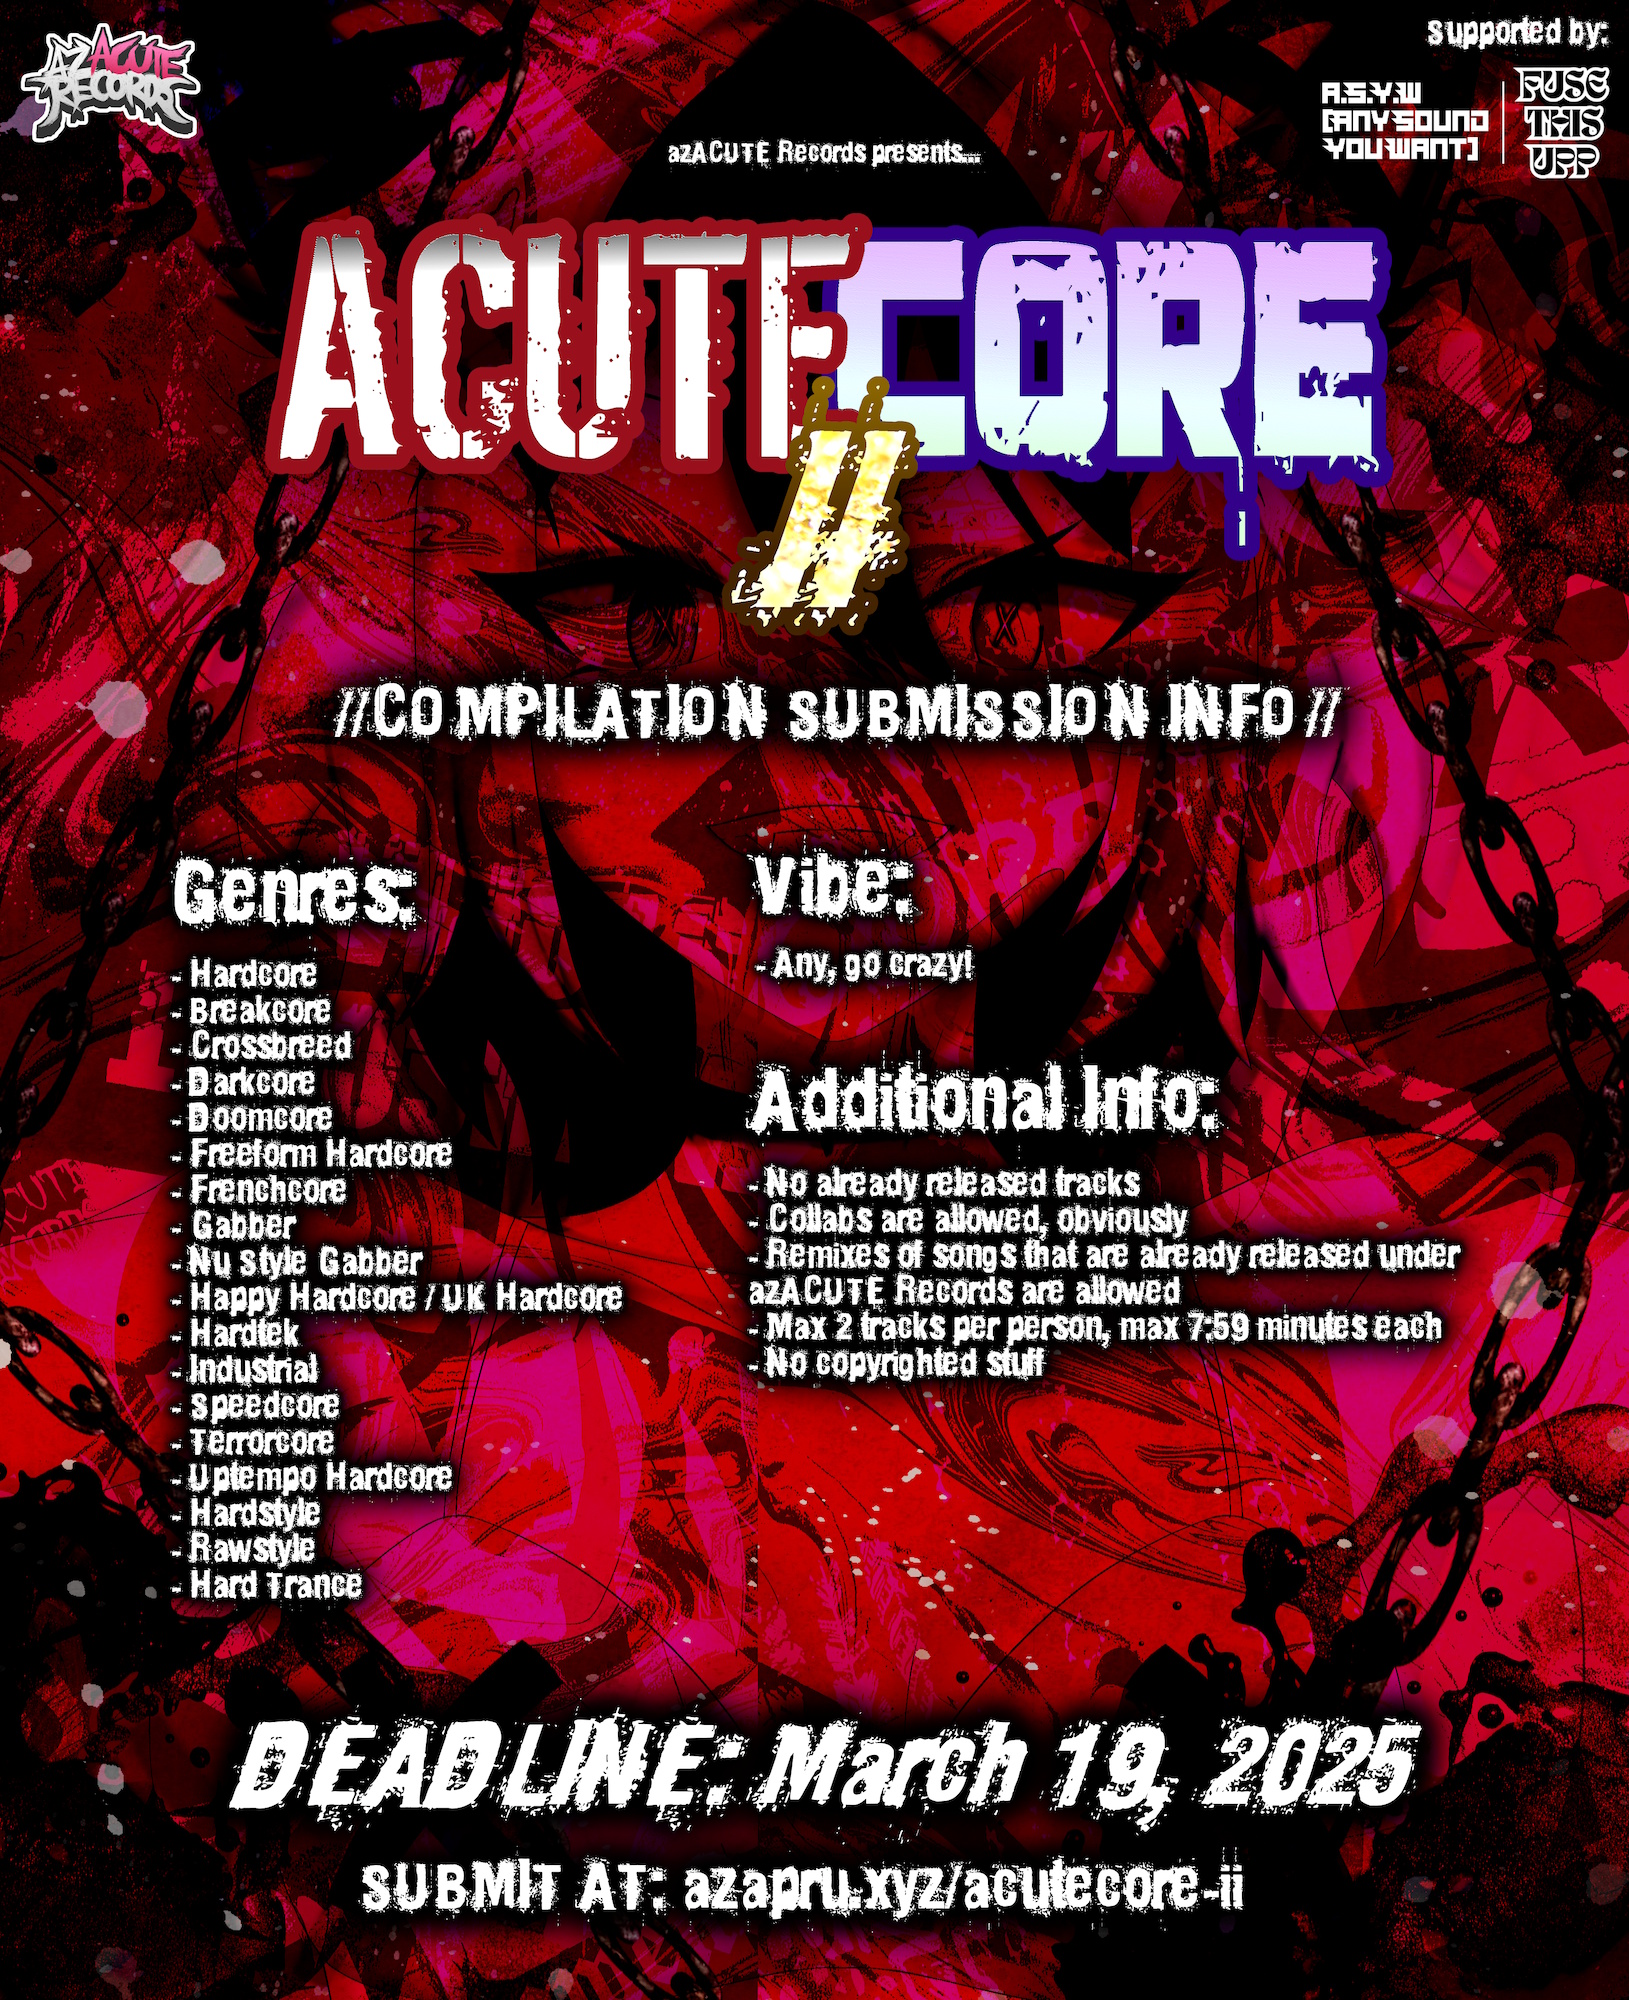 AZ ACUTE
RECORDS
Supported by:
A.S.Y.W
[ANY SOUND
YOU WANT]
FUSE
THIS
UPP
azACUTE Records presents...
ACUTECORE
II
//COMPILATION SUBMISSION INFO//
Genres:
- Hardcore
- Breakcore
- Crossbreed
- Darkcore
- Doomcore
- Freeform Hardcore
- Frenchcore
- Gabber
- Nu Style Gabber
- Happy Hardcore / UK Hardcore
- Hardtek
- Industrial
- Speedcore
- Terrorcore
- Uptempo Hardcore
- Hardstyle
- Rawstyle
- Hard Trance
Vibe:
- Any, go crazy!
Additional Info:
- No already released tracks
- Collabs are allowed, obviously
- Remixes of songs that are already released under
azACUTE Records are allowed
- Max 2 tracks per person, max 7:59 minutes each
- No copyrighted stuff
DEADLINE: March 19, 2025
SUBMIT AT: azapru.xyz/acutecore-ii